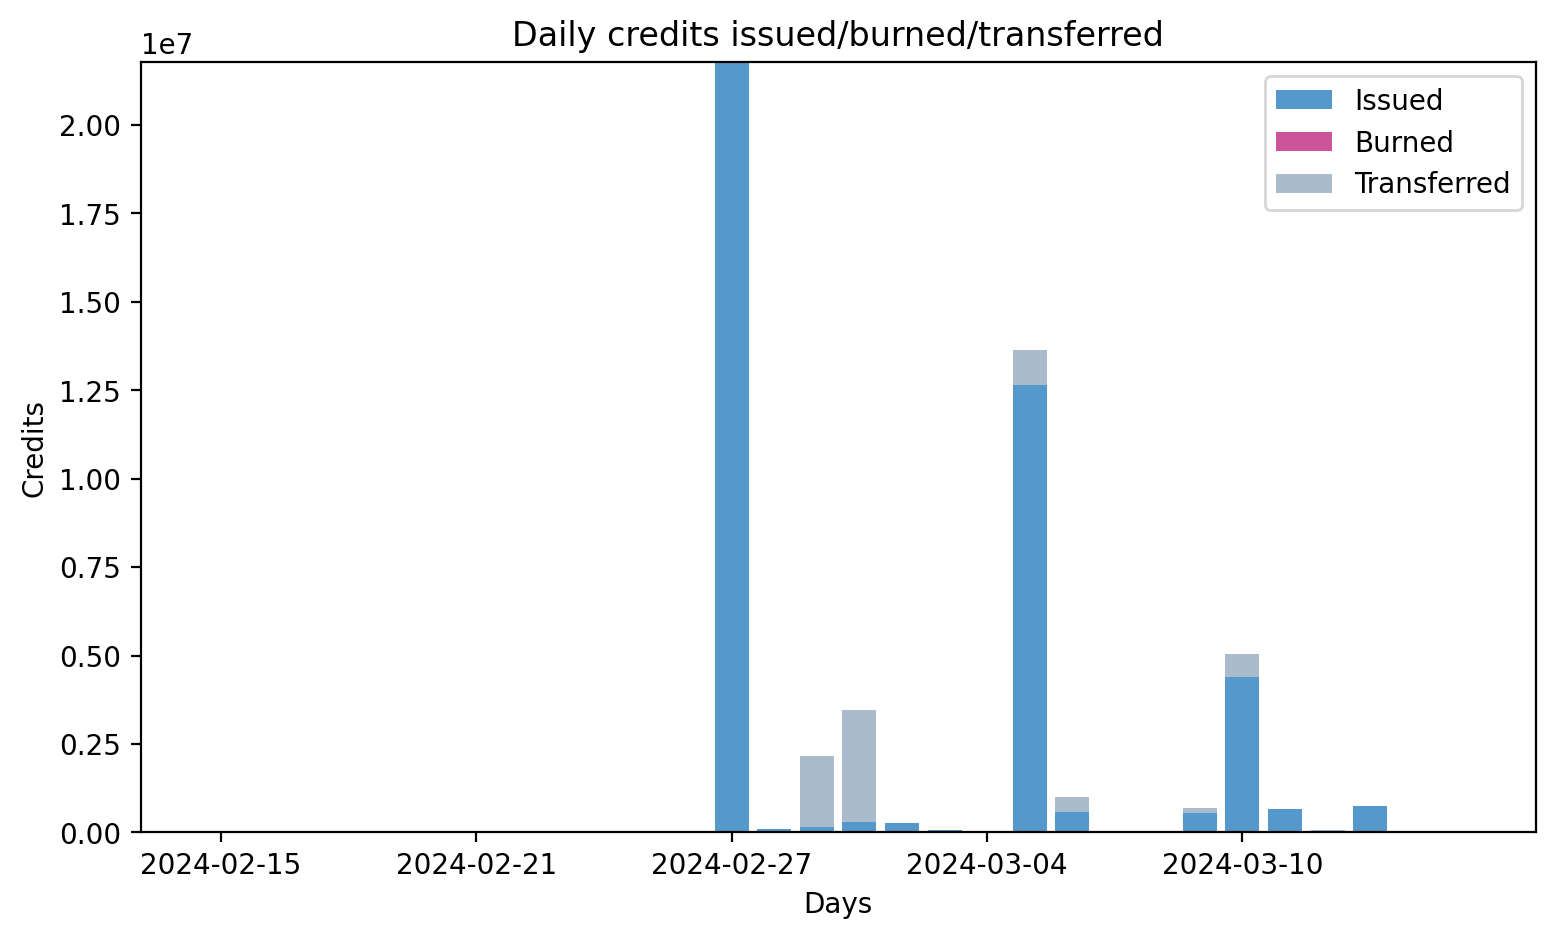 Daily credits issued/burned/transferred
1e7
Issued
Burned
Transferred
2.00
1.75
1.50
1.25
1.00
0.75
0.50
0.25
0.00
Credits
2024-02-15
2024-02-21
2024-02-27
2024-03-04
2024-03-10
Days